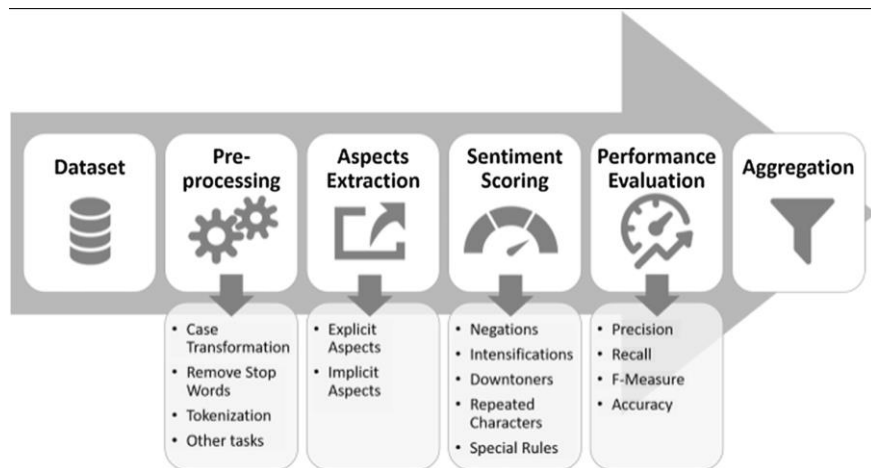 Dataset
Pre-
processing
Aspects
Extraction
Sentiment
Scoring
Performance
Evaluation
Aggregation
• Case
Transformation
• Remove Stop
Words
• Tokenization
• Other tasks
• Explicit
Aspects
• Implicit
Aspects
• Negations
• Intensifications
• Downtoners
• Repeated
Characters
• Special Rules
• Precision
• Recall
• F-Measure
• Accuracy